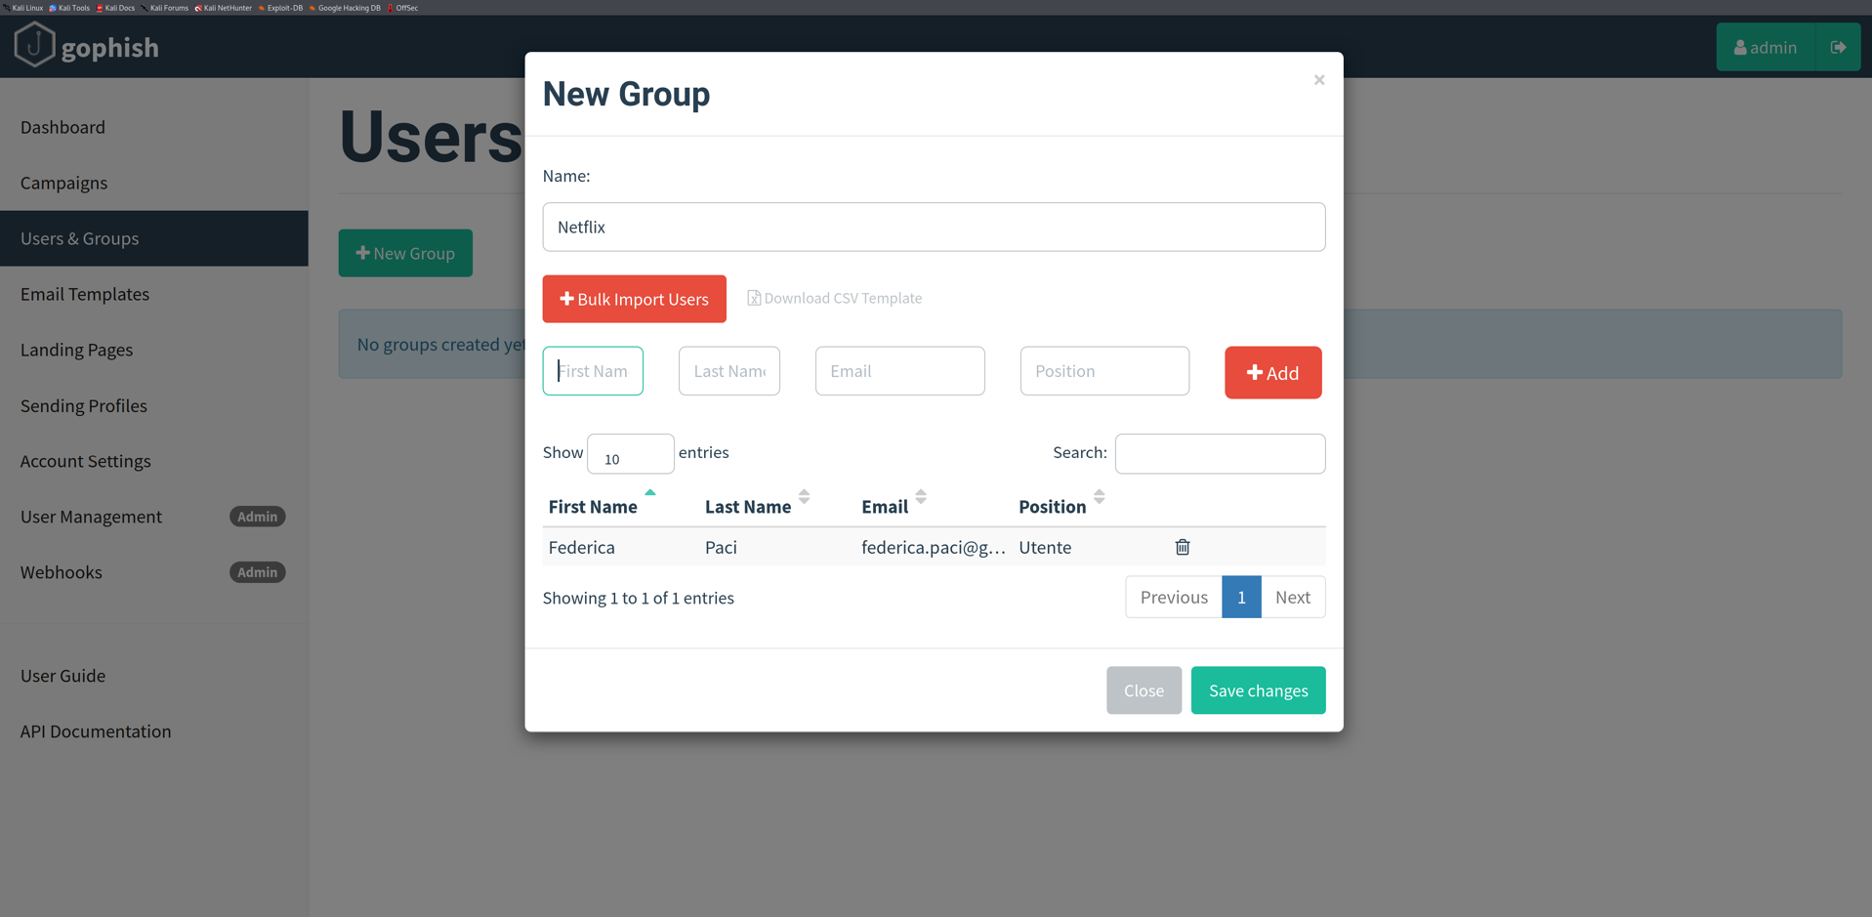 Kali Linux Kali Tools Kali Docs Kali Forums Kali NetHunter Exploit-DB Google Hacking DB OffSec
gophish
admin
Dashboard
Campaigns
Users & Groups
Email Templates
Landing Pages
Sending Profiles
Account Settings
User Management Admin
Webhooks Admin
User Guide
API Documentation
Users
New Group
No groups created yet
New Group
×
Name:
Netflix
Bulk Import Users Download CSV Template
First Nam Last Name Email Position Add
Show 10 entries Search:
First Name Last Name Email Position
Federica Paci federica.paci@g... Utente
Showing 1 to 1 of 1 entries
Previous 1 Next
Close Save changes